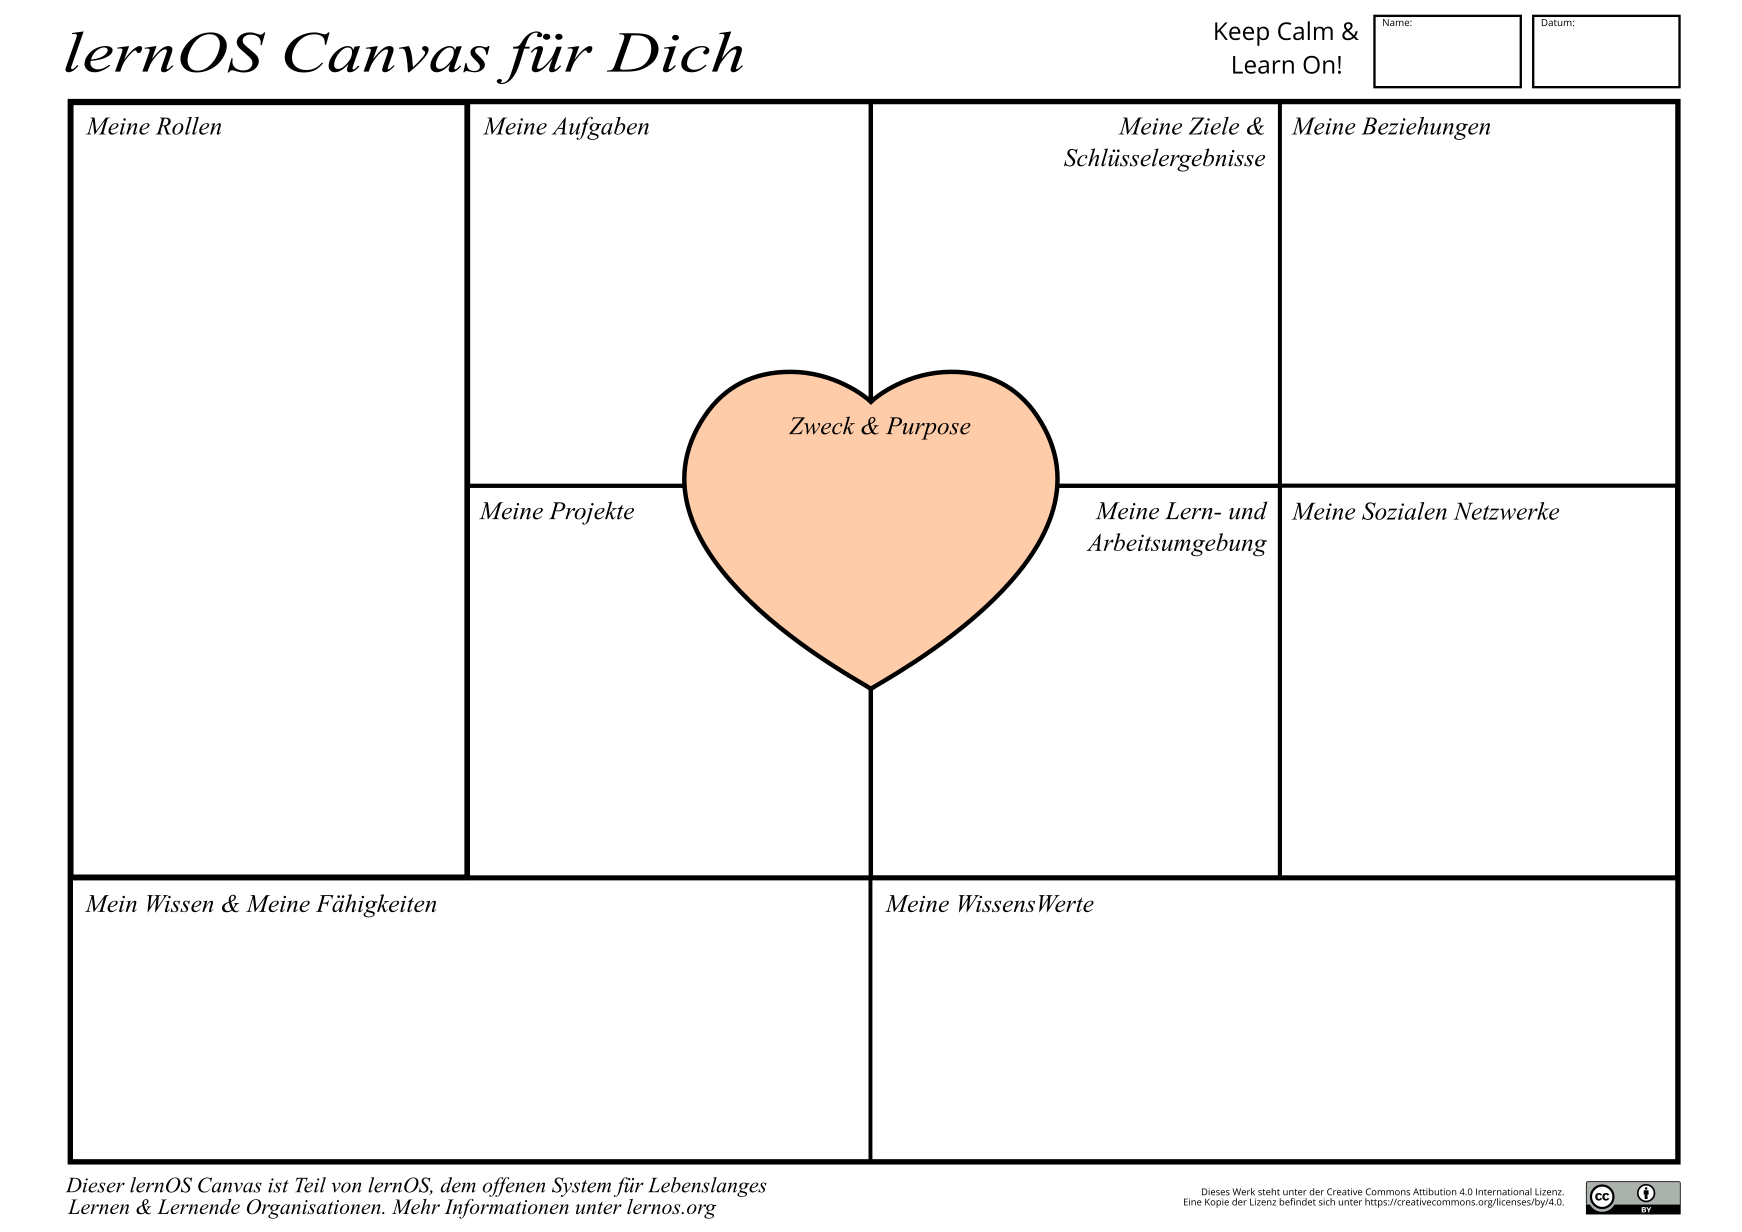 lernOS Canvas für Dich
Keep Calm &
Learn On!
Name:
Datum:
Meine Rollen
Meine Aufgaben
Meine Ziele &
Schlüsselergebnisse
Meine Beziehungen
Zweck & Purpose
Meine Projekte
Meine Lern- und
Arbeitsumgebung
Meine Sozialen Netzwerke
Mein Wissen & Meine Fähigkeiten
Meine WissensWerte
Dieser lernOS Canvas ist Teil von lernOS, dem offenen System für Lebenslanges
Lernen & Lernende Organisationen. Mehr Informationen unter lernos.org
Dieses Werk steht unter der Creative Commons Attibution 4.0 International Lizenz.
Eine Kopie der Lizenz befindet sich unter https://creativecommons.org/licenses/by/4.0.
cc
BY